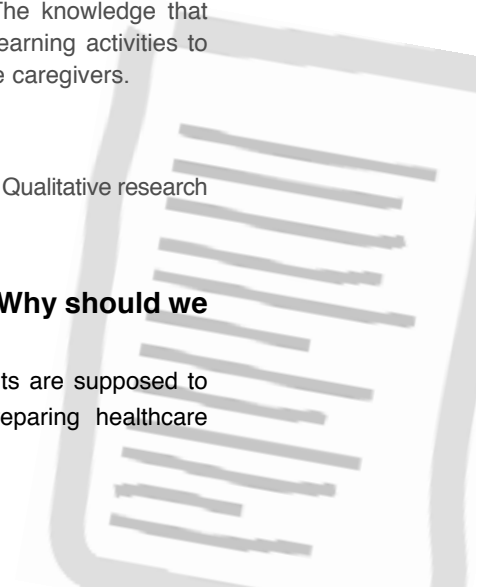 The knowledge that
earning activities to
e caregivers.
Qualitative research
Why should we
ts are supposed to
eparing healthcare